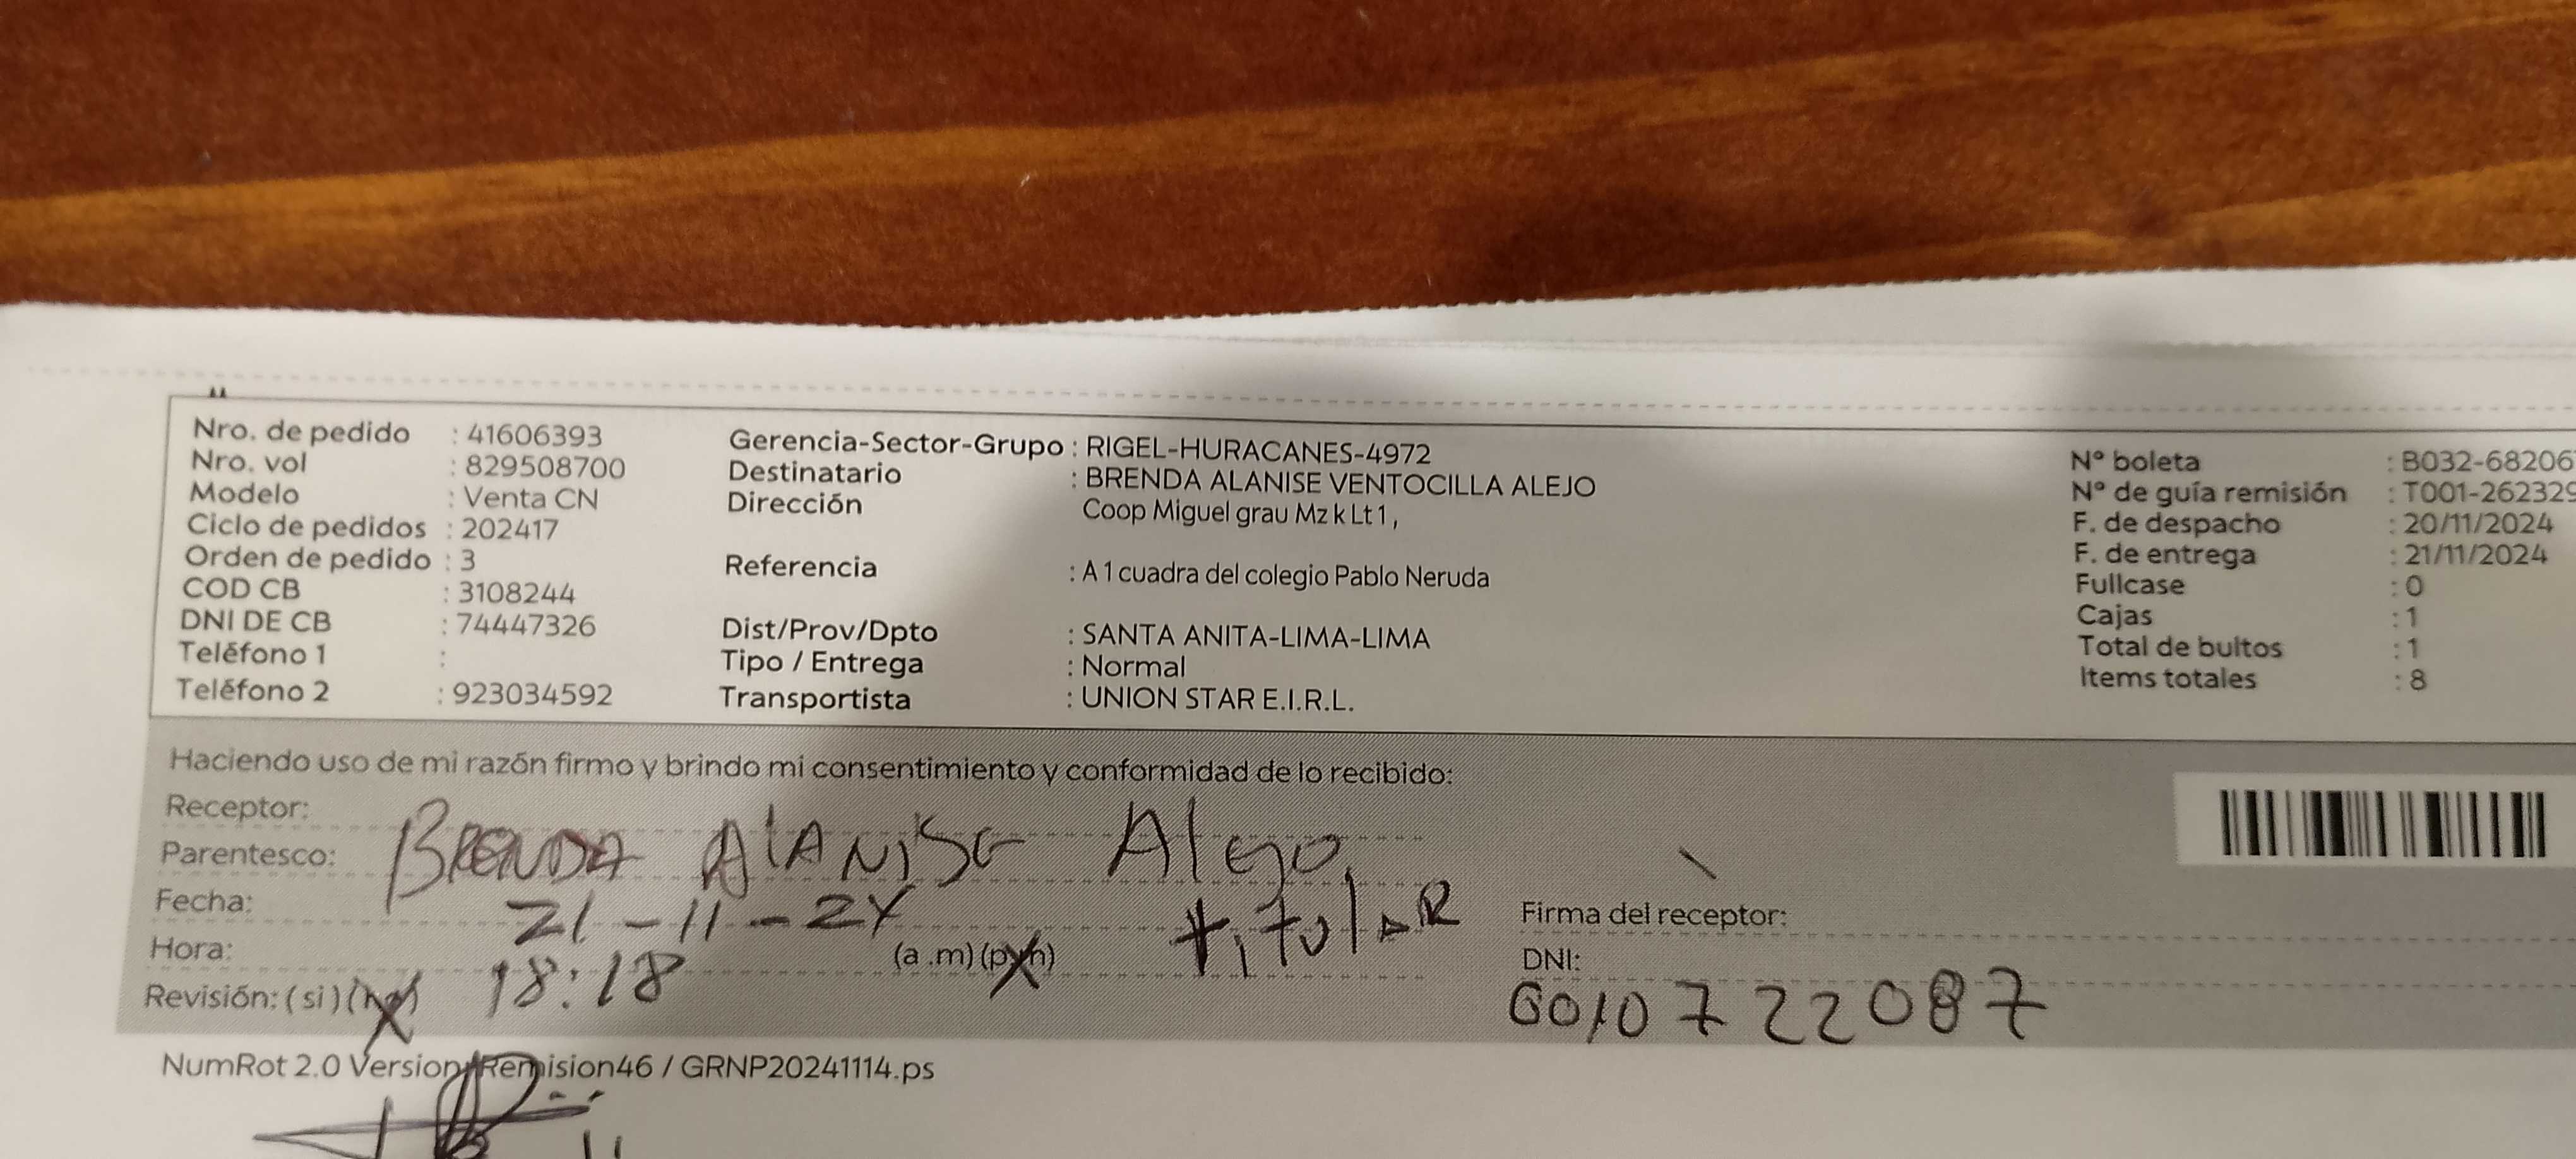 Nro. de pedido : 41606393
Nro. vol : 829508700
Modelo : Venta CN
Ciclo de pedidos : 202417
Orden de pedido : 3
COD CB : 3108244
DNI DE CB : 74447326
Teléfono 1 :
Teléfono 2 : 923034592
Gerencia-Sector-Grupo : RIGEL-HURACANES-4972
Destinatario : BRENDA ALANISE VENTOCILLA ALEJO
Dirección Coop Miguel grau Mz k Lt 1 ,
Referencia : A 1 cuadra del colegio Pablo Neruda
Dist/Prov/Dpto : SANTA ANITA-LIMA-LIMA
Tipo / Entrega : Normal
Transportista : UNION STAR E.I.R.L.
N° boleta : B032-68206
N° de guía remisión : T001-262329
F. de despacho : 20/11/2024
F. de entrega : 21/11/2024
Fullcase : 0
Cajas : 1
Total de bultos : 1
Items totales : 8
Haciendo uso de mi razón firmo y brindo mi consentimiento y conformidad de lo recibido:
Receptor:
Parentesco: BRENDA AlANISE Alejo
Fecha: 21-11-24 titulaR
Hora: 18:18 (a .m) (p.m)
Revisión: ( si ) (no)
Firma del receptor:
DNI:
722087
NumRot 2.0 Version Remision46 / GRNP20241114.ps